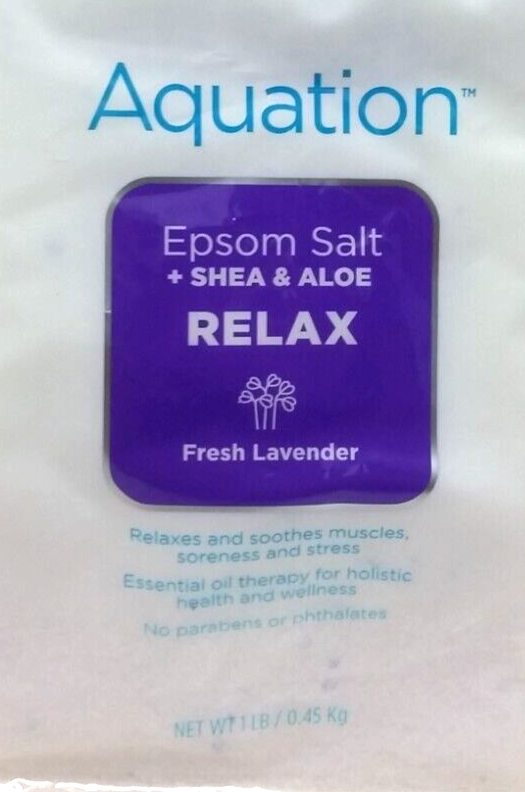 Aquation™
Epsom Salt
+ SHEA & ALOE
RELAX
Fresh Lavender
Relaxes and soothes muscles,
soreness and stress
Essential oil therapy for holistic
health and wellness
No parabens or phthalates
NET WT 1 LB / 0.45 Kg